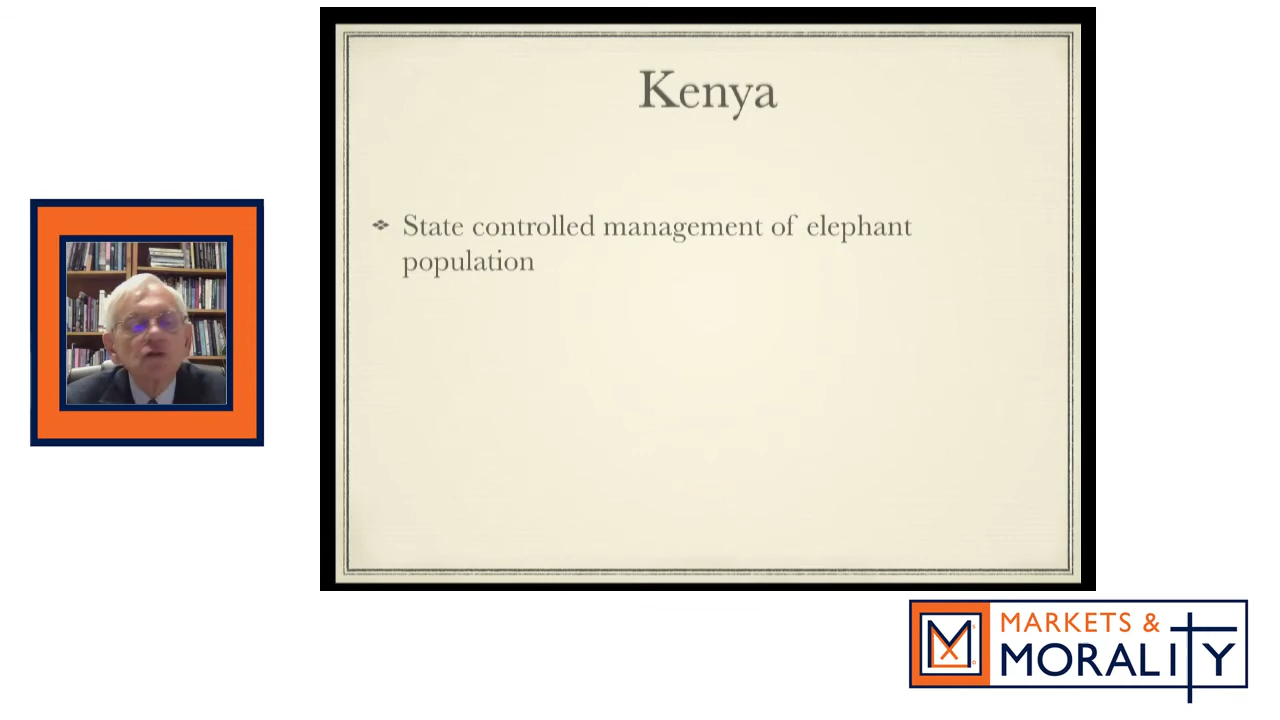 Kenya
State controlled management of elephant
population
MARKETS &
MORALITY